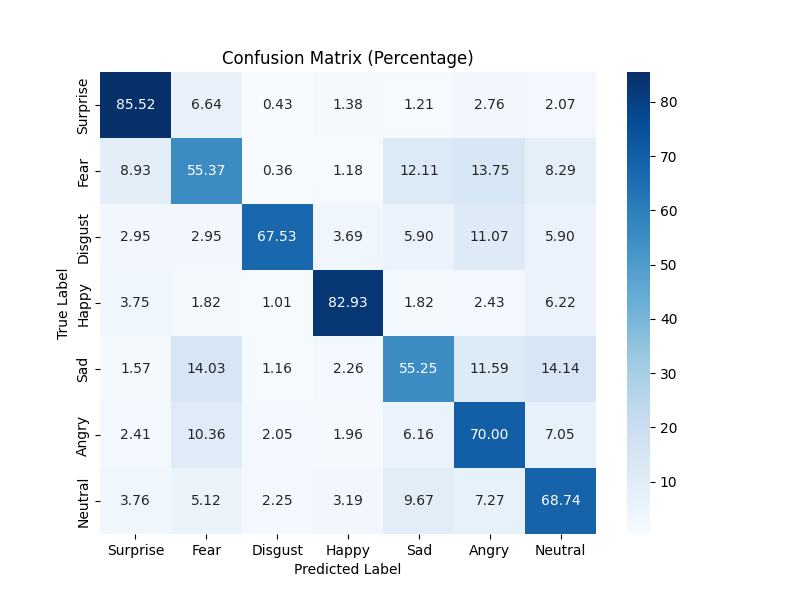 Confusion Matrix (Percentage)
Surprise 85.52 6.64 0.43 1.38 1.21 2.76 2.07
Fear 8.93 55.37 0.36 1.18 12.11 13.75 8.29
Disgust 2.95 2.95 67.53 3.69 5.90 11.07 5.90
Happy 3.75 1.82 1.01 82.93 1.82 2.43 6.22
Sad 1.57 14.03 1.16 2.26 55.25 11.59 14.14
Angry 2.41 10.36 2.05 1.96 6.16 70.00 7.05
Neutral 3.76 5.12 2.25 3.19 9.67 7.27 68.74
True Label
Surprise Fear Disgust Happy Sad Angry Neutral
Predicted Label
80
70
60
50
40
30
20
10